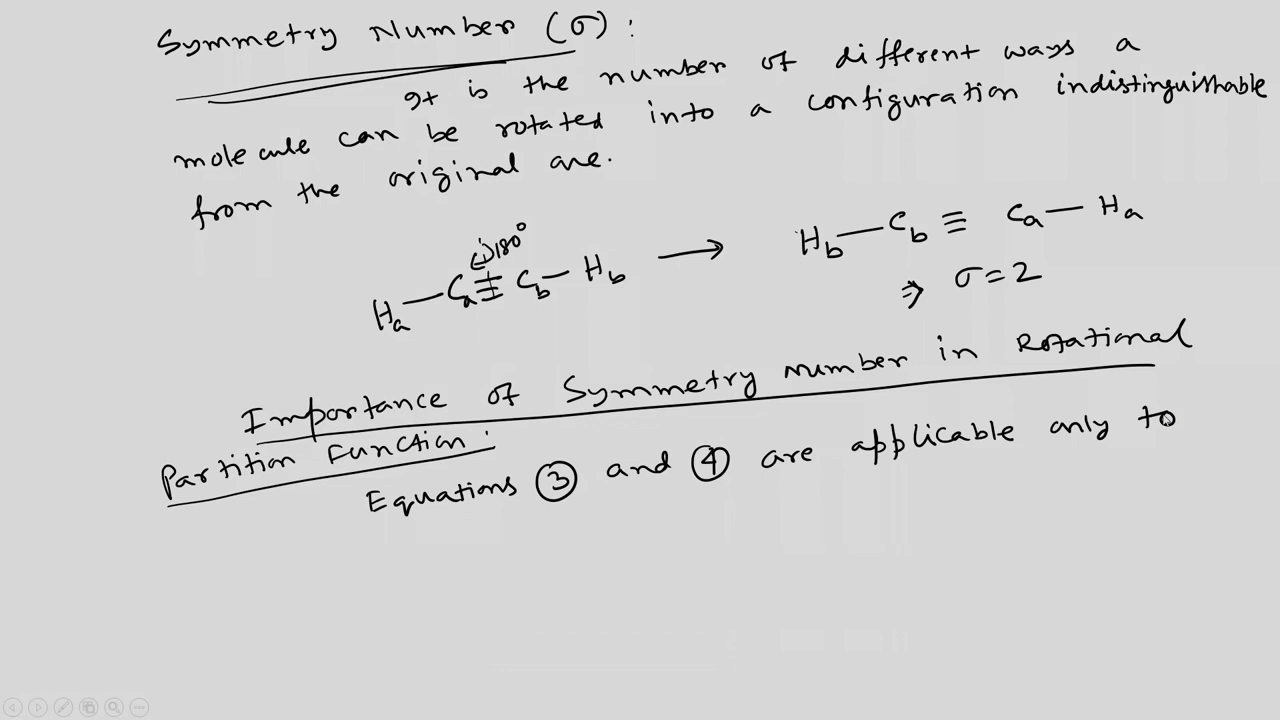 Symmetry Number (σ) :
It is the number of different ways a
molecule can be rotated into a configuration indistinguishable
from the original one.
↻180°
Ha — Ca ≡ Cb — Hb ⟶ Hb — Cb ≡ Ca — Ha
⇒ σ = 2
Importance of Symmetry number in Rotational
Partition Function :
Equations ③ and ④ are applicable only to